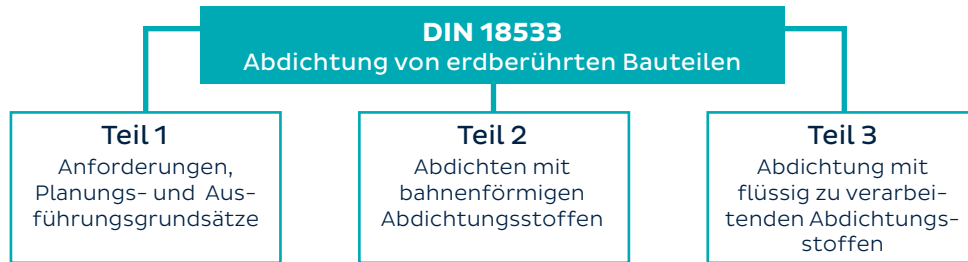 DIN 18533
Abdichtung von erdberührten Bauteilen
Teil 1
Anforderungen,
Planungs- und Aus-
führungsgrundsätze
Teil 2
Abdichten mit
bahnenförmigen
Abdichtungsstoffen
Teil 3
Abdichtung mit
flüssig zu verarbei-
tenden Abdichtungs-
stoffen